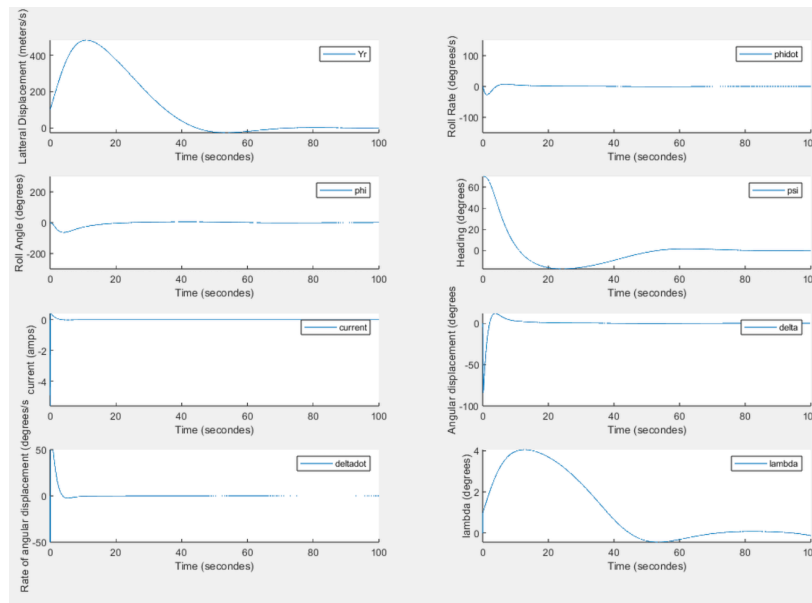 Latteral Displacement (meters/s)
400
200
0
Yr
0 20 40 60 80 100
Time (secondes)
Roll Rate (degrees/s)
100
0
-100
phidot
0 20 40 60 80 100
Time (secondes)
Roll Angle (degrees)
200
0
-200
phi
0 20 40 60 80 100
Time (secondes)
Heading (degrees)
60
40
20
0
psi
0 20 40 60 80 100
Time (secondes)
current (amps)
0
-2
-4
current
0 20 40 60 80 100
Time (secondes)
Angular displacement (degrees
0
-50
-100
delta
0 20 40 60 80 100
Time (secondes)
Rate of angular displacement (degrees/s
50
0
-50
deltadot
0 20 40 60 80 100
Time (secondes)
lambda (degrees)
4
2
0
lambda
0 20 40 60 80 100
Time (secondes)